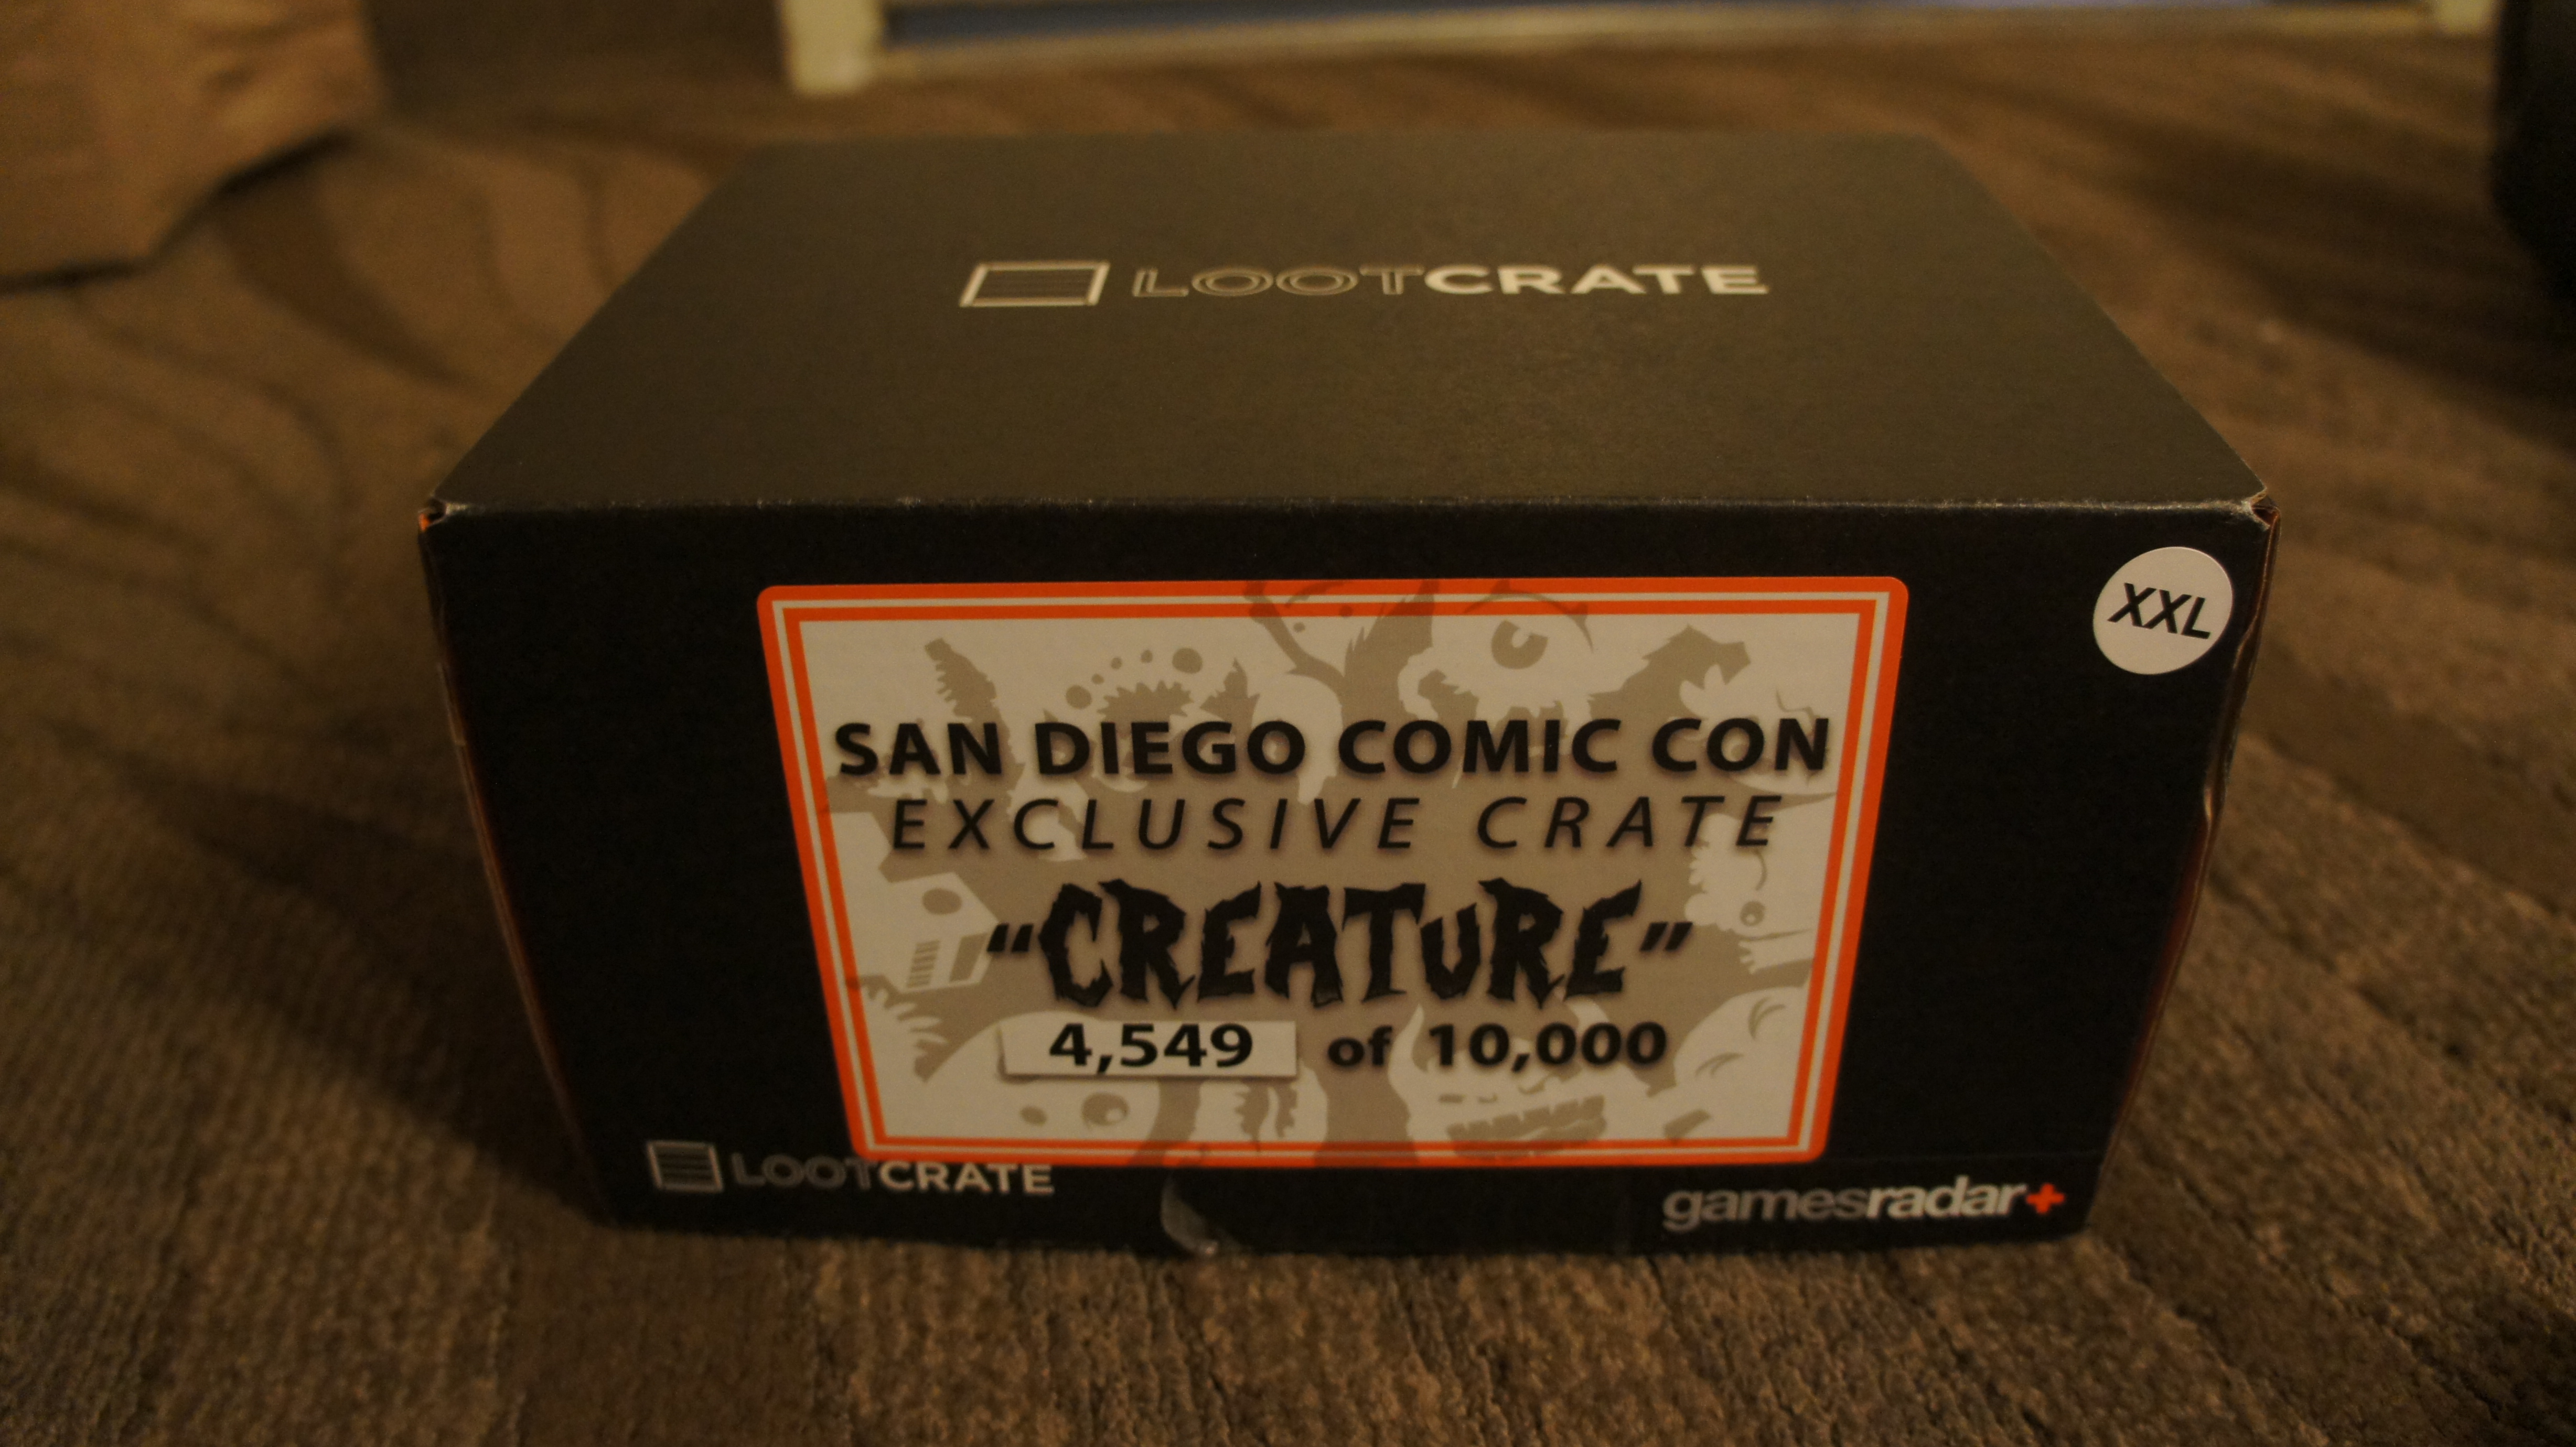 LOOTCRATE
XXL
SAN DIEGO COMIC CON
EXCLUSIVE CRATE
“CREATURE”
4,549 of 10,000
LOOTCRATE
gamesradar+